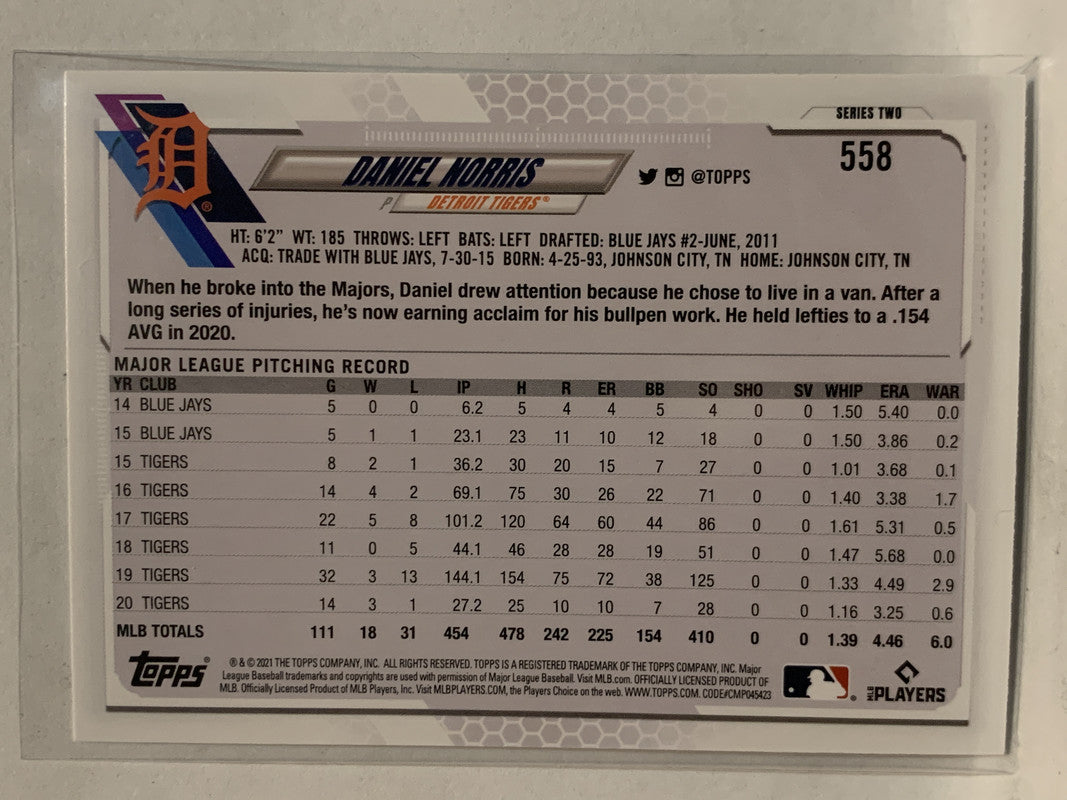 SERIES TWO
558
D
DANIEL NORRIS
@TOPPS
P DETROIT TIGERS®
HT: 6'2" WT: 185 THROWS: LEFT BATS: LEFT DRAFTED: BLUE JAYS #2-JUNE, 2011
ACQ: TRADE WITH BLUE JAYS, 7-30-15 BORN: 4-25-93, JOHNSON CITY, TN HOME: JOHNSON CITY, TN
When he broke into the Majors, Daniel drew attention because he chose to live in a van. After a
long series of injuries, he's now earning acclaim for his bullpen work. He held lefties to a .154
AVG in 2020.
MAJOR LEAGUE PITCHING RECORD
YR CLUB G W L IP H R ER BB SO SHO SV WHIP ERA WAR
14 BLUE JAYS 5 0 0 6.2 5 4 4 5 4 0 0 1.50 5.40 0.0
15 BLUE JAYS 5 1 1 23.1 23 11 10 12 18 0 0 1.50 3.86 0.2
15 TIGERS 8 2 1 36.2 30 20 15 7 27 0 0 1.01 3.68 0.1
16 TIGERS 14 4 2 69.1 75 30 26 22 71 0 0 1.40 3.38 1.7
17 TIGERS 22 5 8 101.2 120 64 60 44 86 0 0 1.61 5.31 0.5
18 TIGERS 11 0 5 44.1 46 28 28 19 51 0 0 1.47 5.68 0.0
19 TIGERS 32 3 13 144.1 154 75 72 38 125 0 0 1.33 4.49 2.9
20 TIGERS 14 3 1 27.2 25 10 10 7 28 0 0 1.16 3.25 0.6
MLB TOTALS 111 18 31 454 478 242 225 154 410 0 0 1.39 4.46 6.0
topps®
® & © 2021 THE TOPPS COMPANY, INC. ALL RIGHTS RESERVED. TOPPS IS A REGISTERED TRADEMARK OF THE TOPPS COMPANY, INC. Major
League Baseball trademarks and copyrights are used with permission of Major League Baseball. Visit MLB.com. OFFICIALLY LICENSED PRODUCT OF
MLB. Officially Licensed Product of MLB Players, Inc. Visit MLBPLAYERS.COM, the Players Choice on the web. WWW.TOPPS.COM. CODE#CMP045423
MLB PLAYERS